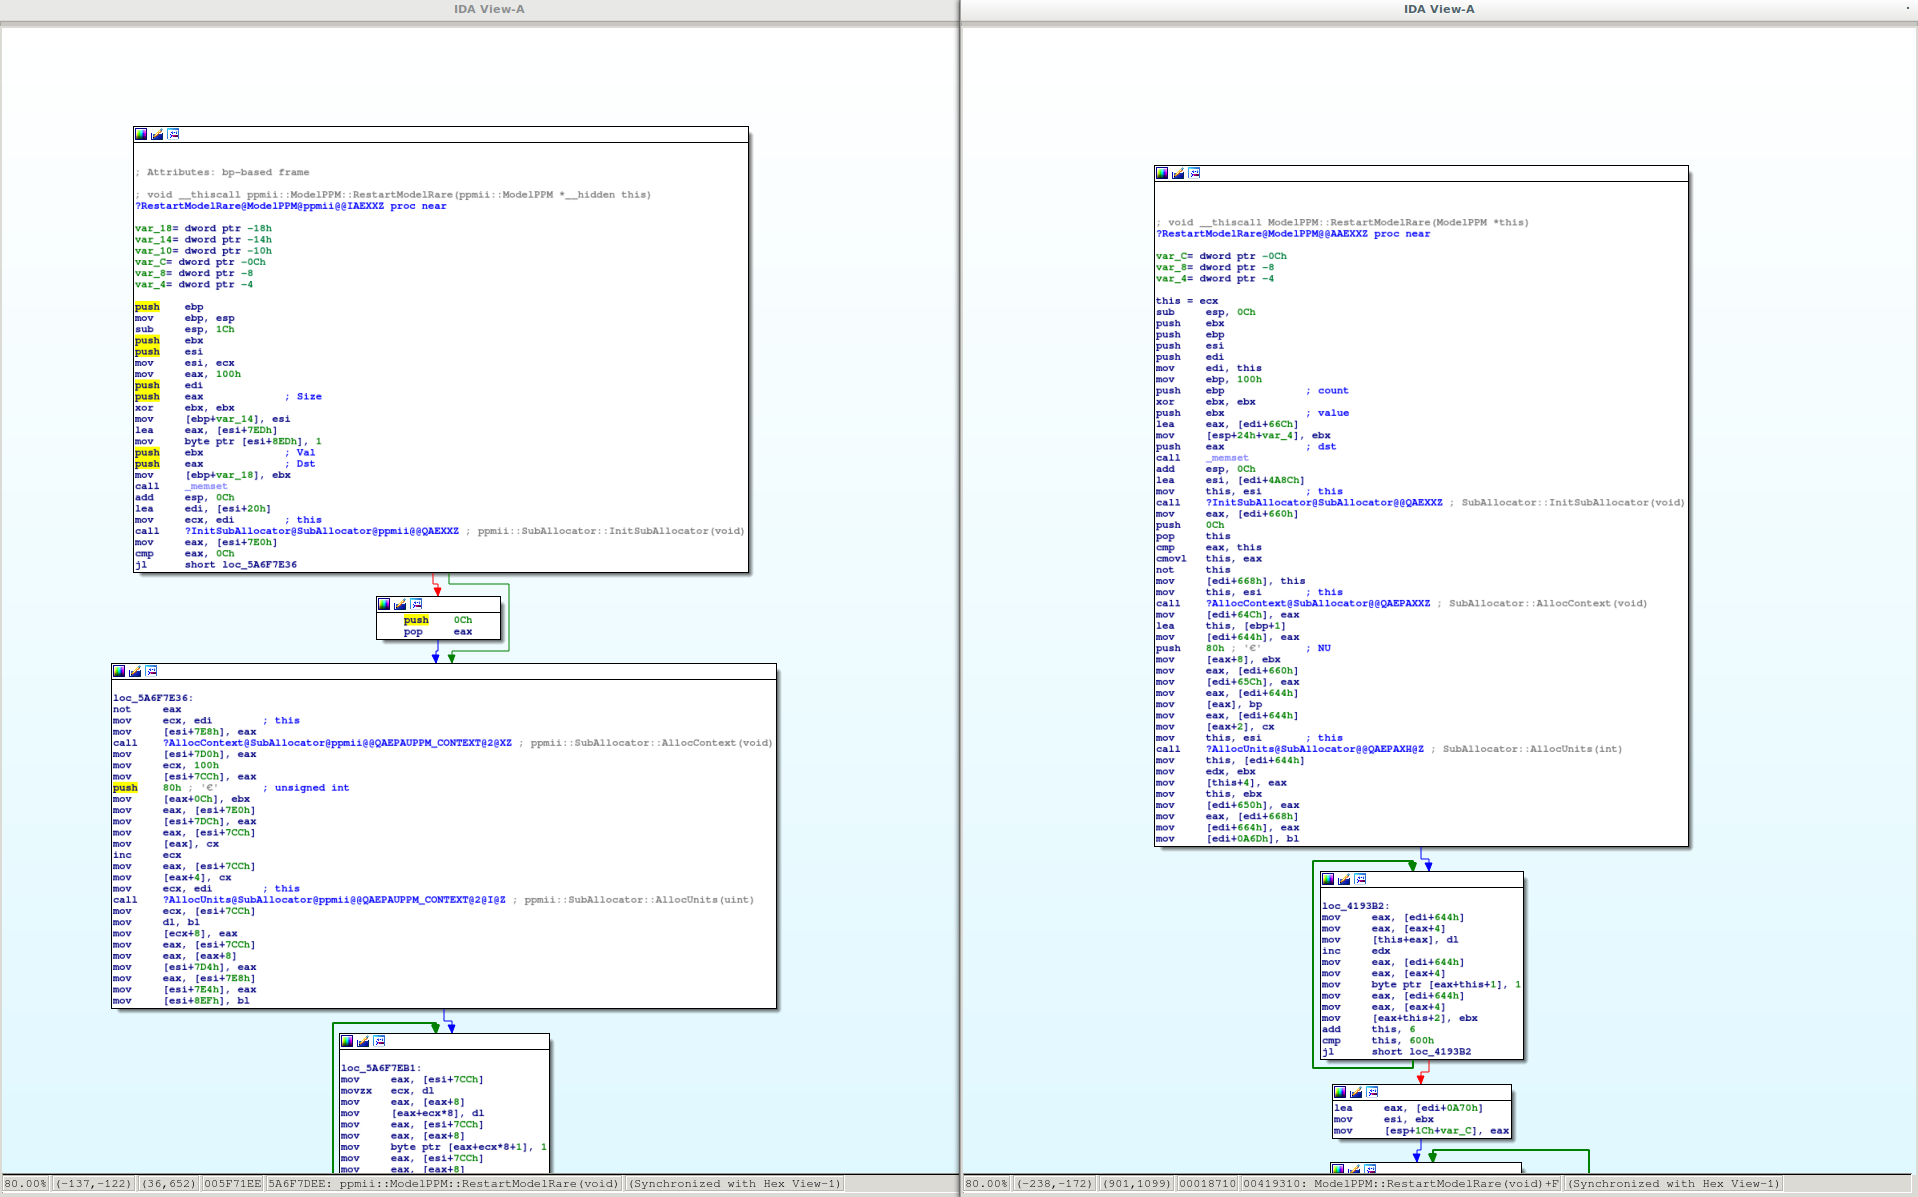 IDA View-A
; Attributes: bp-based frame
; void __thiscall ppmii::ModelPPM::RestartModelRare(ppmii::ModelPPM *__hidden this)
?RestartModelRare@ModelPPM@ppmii@@IAEXXZ proc near
var_18= dword ptr -18h
var_14= dword ptr -14h
var_10= dword ptr -10h
var_C= dword ptr -0Ch
var_8= dword ptr -8
var_4= dword ptr -4
push ebp
mov ebp, esp
sub esp, 1Ch
push ebx
push esi
mov esi, ecx
mov eax, 100h
push edi
push eax ; Size
xor ebx, ebx
mov [ebp+var_14], esi
lea eax, [esi+7EDh]
mov byte ptr [esi+8EDh], 1
push ebx ; Val
push eax ; Dst
mov [ebp+var_18], ebx
call _memset
add esp, 0Ch
lea edi, [esi+20h]
mov ecx, edi ; this
call ?InitSubAllocator@SubAllocator@ppmii@@QAEXXZ ; ppmii::SubAllocator::InitSubAllocator(void)
mov eax, [esi+7E0h]
cmp eax, 0Ch
jl short loc_5A6F7E36
push 0Ch
pop eax
loc_5A6F7E36:
not eax
mov ecx, edi ; this
mov [esi+7E8h], eax
call ?AllocContext@SubAllocator@ppmii@@QAEPAUPPM_CONTEXT@2@XZ ; ppmii::SubAllocator::AllocContext(void)
mov [esi+7D0h], eax
mov ecx, 100h
mov [esi+7CCh], eax
push 80h ; '€' ; unsigned int
mov [eax+0Ch], ebx
mov eax, [esi+7E0h]
mov [esi+7DCh], eax
mov eax, [esi+7CCh]
mov [eax], cx
inc ecx
mov eax, [esi+7CCh]
mov [eax+4], cx
mov ecx, edi ; this
call ?AllocUnits@SubAllocator@ppmii@@QAEPAUPPM_CONTEXT@2@I@Z ; ppmii::SubAllocator::AllocUnits(uint)
mov ecx, [esi+7CCh]
mov dl, bl
mov [ecx+8], eax
mov eax, [esi+7CCh]
mov eax, [eax+8]
mov [esi+7D4h], eax
mov eax, [esi+7E8h]
mov [esi+7E4h], eax
mov [esi+8EFh], bl
loc_5A6F7EB1:
mov eax, [esi+7CCh]
movzx ecx, dl
mov eax, [eax+8]
mov [eax+ecx*8], dl
mov eax, [esi+7CCh]
mov eax, [eax+8]
mov byte ptr [eax+ecx*8+1], 1
mov eax, [esi+7CCh]
mov eax, [eax+8]
80.00% (-137,-122) (36,652) 005F71EE 5A6F7DEE: ppmii::ModelPPM::RestartModelRare(void) (Synchronized with Hex View-1)
IDA View-A
; void __thiscall ModelPPM::RestartModelRare(ModelPPM *this)
?RestartModelRare@ModelPPM@@AAEXXZ proc near
var_C= dword ptr -0Ch
var_8= dword ptr -8
var_4= dword ptr -4
this = ecx
sub esp, 0Ch
push ebx
push ebp
push esi
push edi
mov edi, this
mov ebp, 100h
push ebp ; count
xor ebx, ebx
push ebx ; value
lea eax, [edi+66Ch]
mov [esp+24h+var_4], ebx
push eax ; dst
call _memset
add esp, 0Ch
lea esi, [edi+4A8Ch]
mov this, esi ; this
call ?InitSubAllocator@SubAllocator@@QAEXXZ ; SubAllocator::InitSubAllocator(void)
mov eax, [edi+660h]
push 0Ch
pop this
cmp eax, this
cmovl this, eax
not this
mov [edi+668h], this
mov this, esi ; this
call ?AllocContext@SubAllocator@@QAEPAXXZ ; SubAllocator::AllocContext(void)
mov [edi+64Ch], eax
lea this, [ebp+1]
mov [edi+644h], eax
push 80h ; '€' ; NU
mov [eax+8], ebx
mov eax, [edi+660h]
mov [edi+65Ch], eax
mov eax, [edi+644h]
mov [eax], bp
mov eax, [edi+644h]
mov [eax+2], cx
mov this, esi ; this
call ?AllocUnits@SubAllocator@@QAEPAXH@Z ; SubAllocator::AllocUnits(int)
mov this, [edi+644h]
mov edx, ebx
mov [this+4], eax
mov this, ebx
mov [edi+650h], eax
mov eax, [edi+668h]
mov [edi+664h], eax
mov [edi+0A6Dh], bl
loc_4193B2:
mov eax, [edi+644h]
mov eax, [eax+4]
mov [this+eax], dl
inc edx
mov eax, [edi+644h]
mov eax, [eax+4]
mov byte ptr [eax+this+1], 1
mov eax, [edi+644h]
mov eax, [eax+4]
mov [eax+this+2], ebx
add this, 6
cmp this, 600h
jl short loc_4193B2
lea eax, [edi+0A70h]
mov esi, ebx
mov [esp+1Ch+var_C], eax
80.00% (-238,-172) (901,1099) 00018710 00419310: ModelPPM::RestartModelRare(void)+F (Synchronized with Hex View-1)